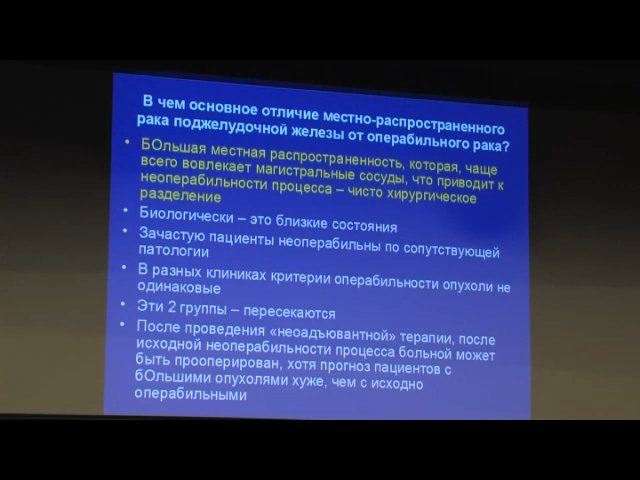 В чем основное отличие местно-распространенного
рака поджелудочной железы от операбильного рака?
• БОльшая местная распространенность, которая, чаще
всего вовлекает магистральные сосуды, что приводит к
неоперабильности процесса – чисто хирургическое
разделение
• Биологически – это близкие состояния
• Зачастую пациенты неоперабильны по сопутствующей
патологии
• В разных клиниках критерии операбильности опухоли не
одинаковые
• Эти 2 группы – пересекаются
• После проведения «неоадъювантной» терапии, после
исходной неоперабильности процесса больной может
быть прооперирован, хотя прогноз пациентов с
бОльшими опухолями хуже, чем с исходно
операбильными